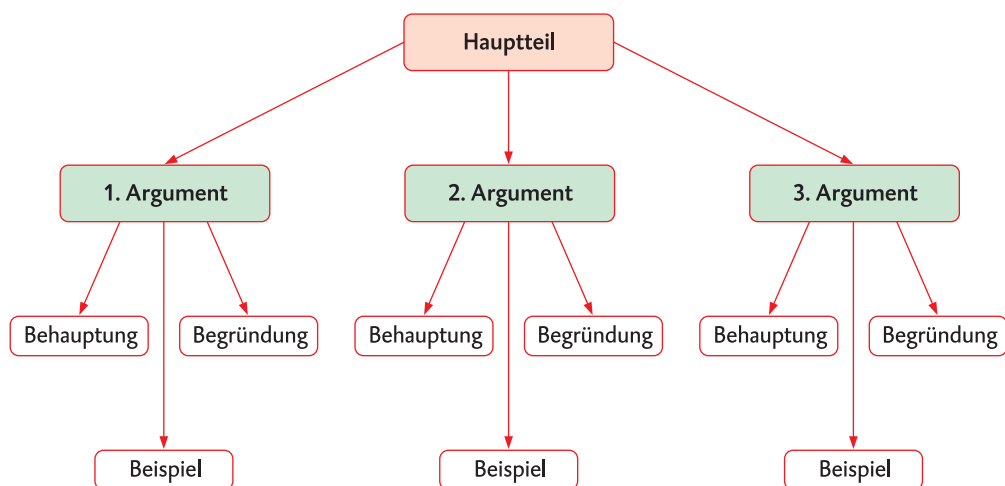 Hauptteil
1. Argument
2. Argument
3. Argument
Behauptung
Begründung
Behauptung
Begründung
Behauptung
Begründung
Beispiel
Beispiel
Beispiel